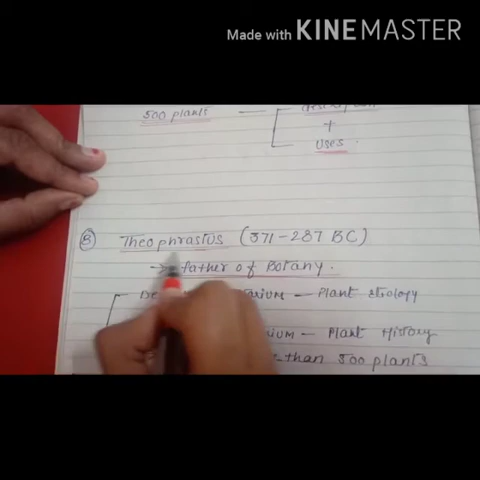 Made with KINEMASTER
500 plants —
+
uses.
(B) Theophrastus (371-287 BC)
→ father of Botany.
— Plant Etiology
— Plant History
than 500 plants